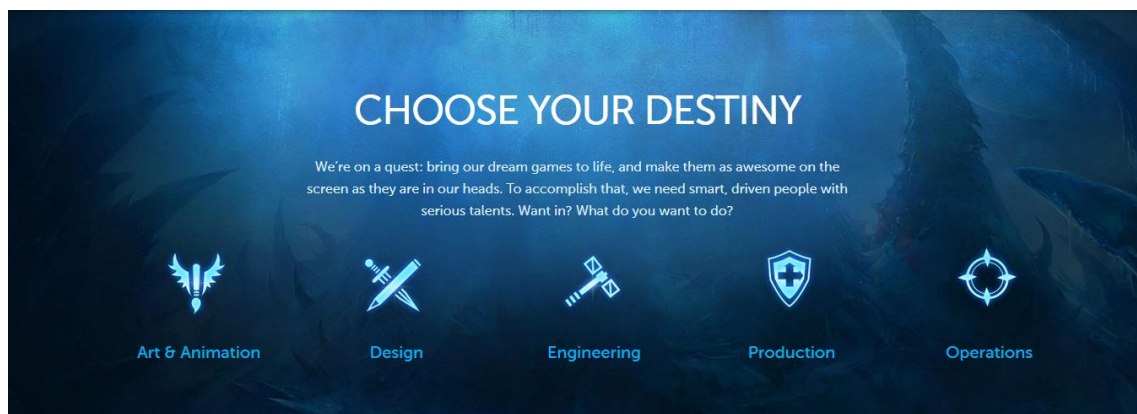 CHOOSE YOUR DESTINY
We're on a quest: bring our dream games to life, and make them as awesome on the
screen as they are in our heads. To accomplish that, we need smart, driven people with
serious talents. Want in? What do you want to do?
Art & Animation
Design
Engineering
Production
Operations